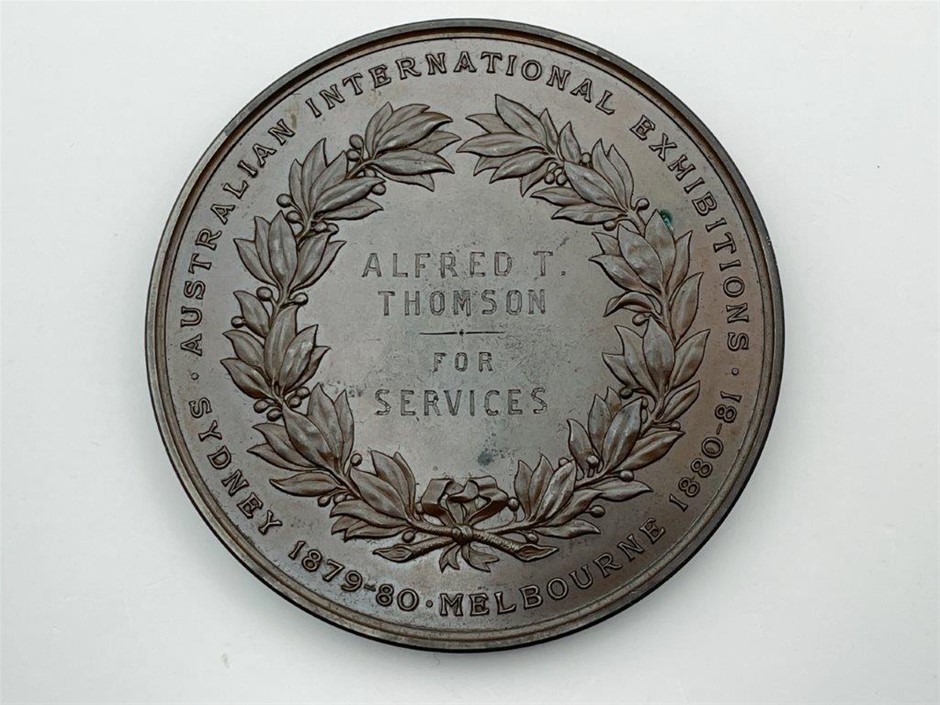 · AUSTRALIAN INTERNATIONAL EXHIBITIONS ·
SYDNEY 1879-80 · MELBOURNE 1880-81
ALFRED T.
THOMSON
FOR
SERVICES